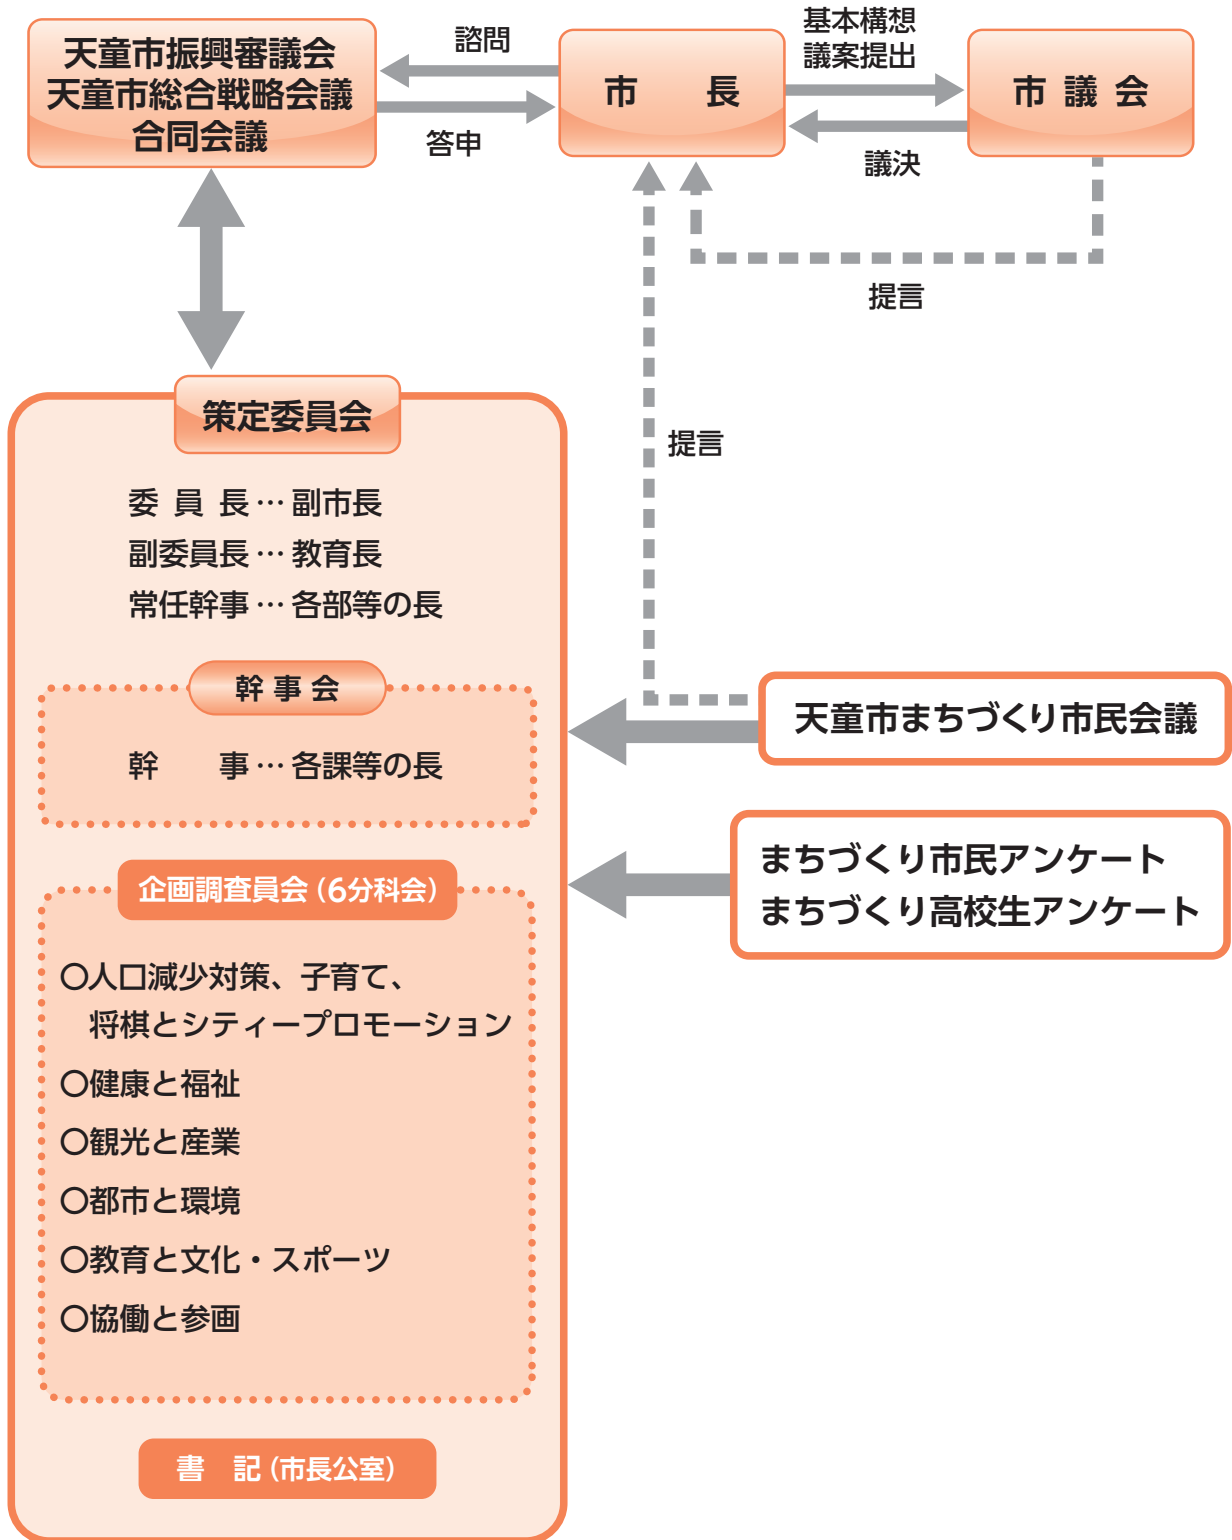 天童市振興審議会
天童市総合戦略会議
合同会議
諮問
答申
市　長
基本構想
議案提出
議決
市議会
提言
提言
策定委員会
委員長…副市長
副委員長…教育長
常任幹事…各部等の長
幹事会
幹　事…各課等の長
企画調査員会（6分科会）
〇人口減少対策、子育て、
将棋とシティープロモーション
〇健康と福祉
〇観光と産業
〇都市と環境
〇教育と文化・スポーツ
〇協働と参画
書　記（市長公室）
天童市まちづくり市民会議
まちづくり市民アンケート
まちづくり高校生アンケート